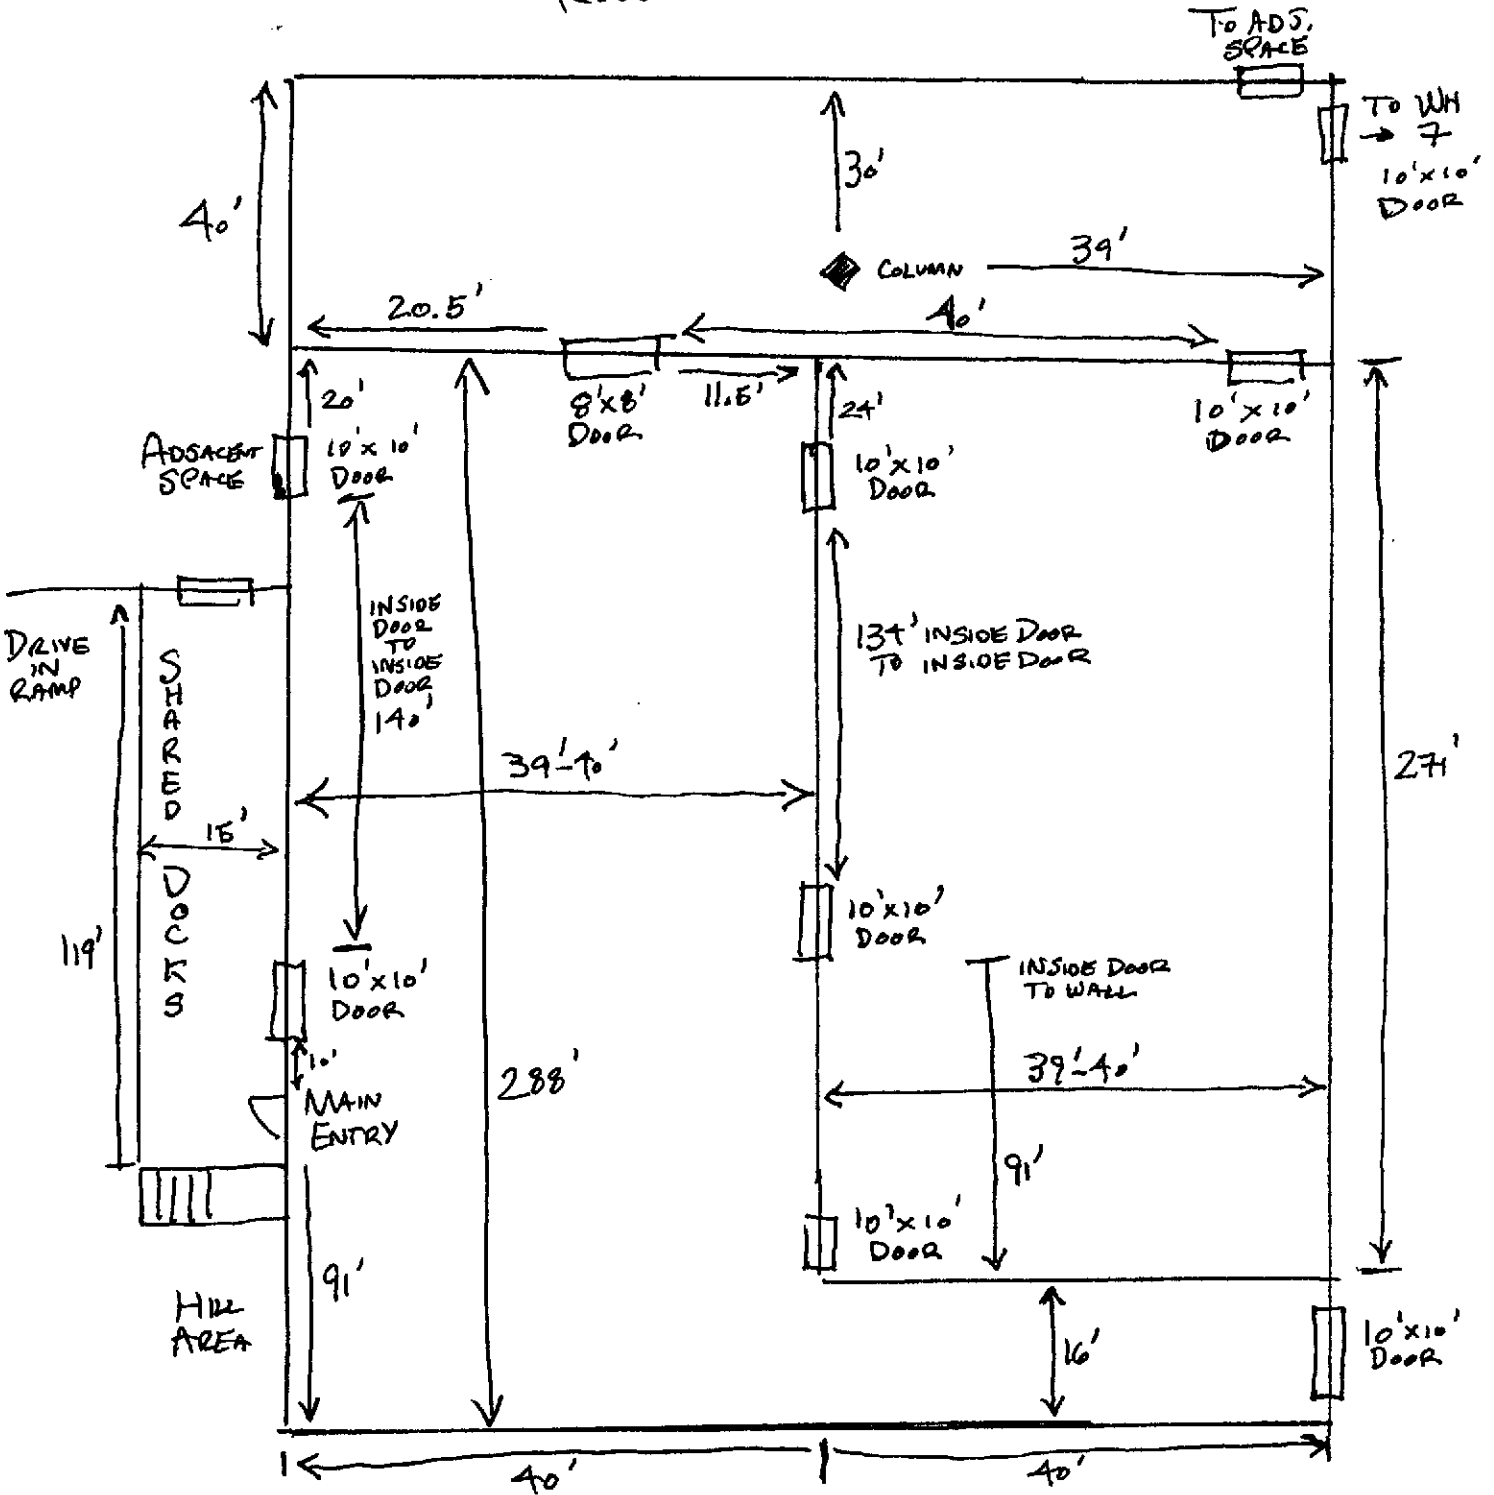 TO ADJ.
SPACE
TO WH
→ 7
10'x10'
DOOR
40'
30'
COLUMN
39'
20.5'
40'
20'
8'x8'
DOOR
11.5'
24'
10'x10'
DOOR
ADJACENT
SPACE
10'x10'
DOOR
10'x10'
DOOR
INSIDE
DOOR
TO
INSIDE
DOOR
140'
134' INSIDE DOOR
TO INSIDE DOOR
DRIVE
IN
RAMP
SHARED DOCKS
39'-40'
271'
15'
119'
10'x10'
DOOR
10'x10'
DOOR
INSIDE DOOR
TO WALL
10'
MAIN
ENTRY
288'
39'-40'
91'
10'x10'
DOOR
HILL
AREA
91'
16'
10'x10'
DOOR
40'
40'